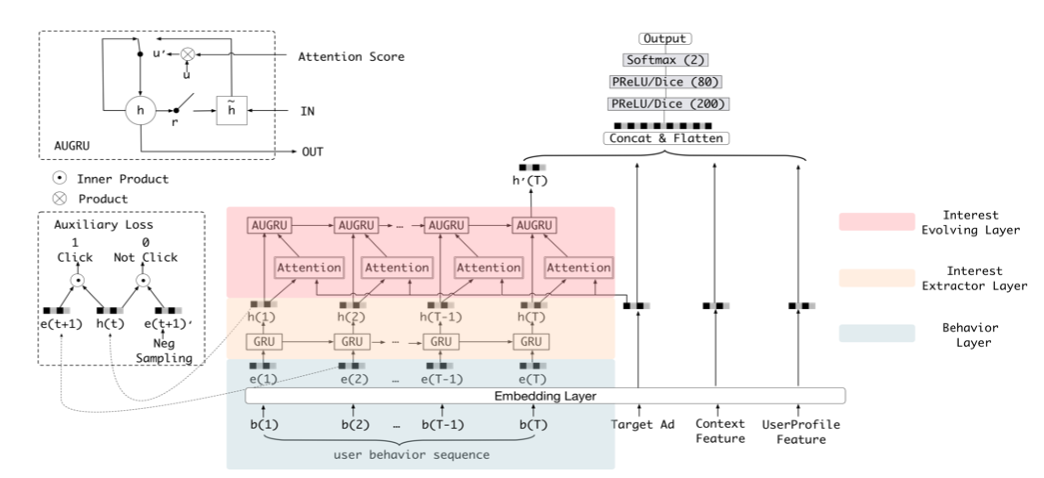 Output
Softmax (2)
PReLU/Dice (80)
PReLU/Dice (200)
Concat & Flatten
h'(T)
u'
u
Attention Score
h
r
h̃
IN
OUT
AUGRU
Inner Product
Product
Auxiliary Loss
1 0
Click Not Click
e(t+1) h(t) e(t+1)'
Neg
Sampling
AUGRU AUGRU … AUGRU AUGRU
Attention Attention Attention Attention
h(1) h(2) h(T-1) h(T)
GRU GRU … GRU GRU
e(1) e(2) … e(T-1) e(T)
Embedding Layer
b(1) b(2) … b(T-1) b(T)
user behavior sequence
Target Ad
Context
Feature
UserProfile
Feature
Interest
Evolving Layer
Interest
Extractor Layer
Behavior
Layer